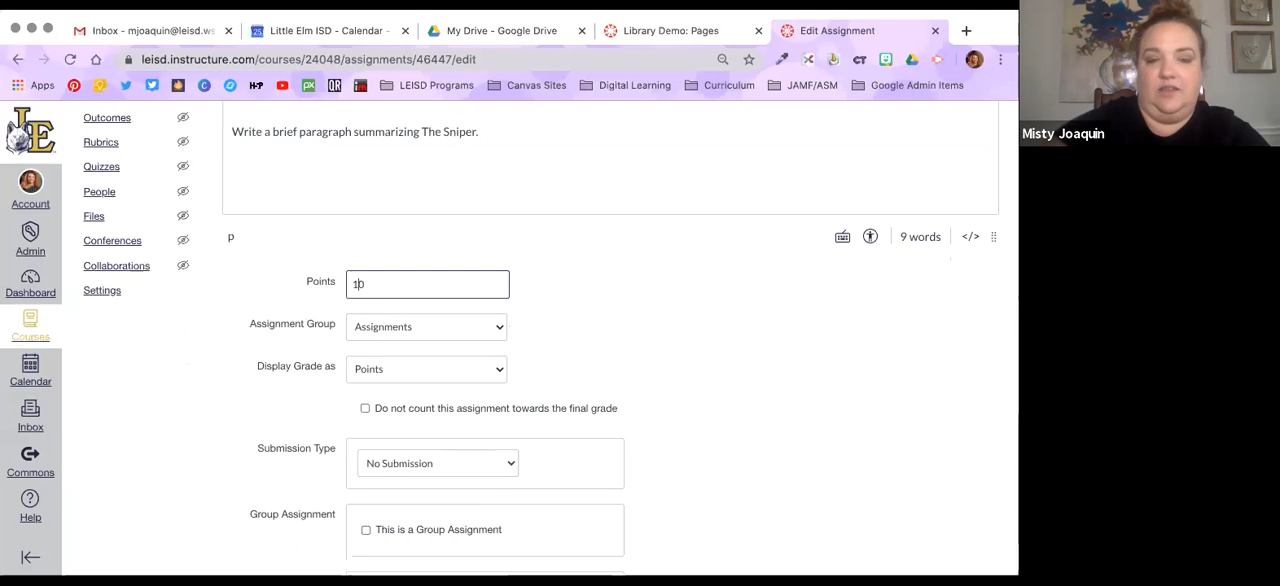 Inbox - mjoaquin@leisd.ws
Little Elm ISD - Calendar -
My Drive - Google Drive
Library Demo: Pages
Edit Assignment
leisd.instructure.com/courses/24048/assignments/46447/edit
Apps
LEISD Programs
Canvas Sites
Digital Learning
Curriculum
JAMF/ASM
Google Admin Items
Misty Joaquin
LE
Account
Admin
Dashboard
Courses
Calendar
Inbox
Commons
Help
Outcomes
Rubrics
Quizzes
People
Files
Conferences
Collaborations
Settings
Write a brief paragraph summarizing The Sniper.
p
9 words
</>
Points
10
Assignment Group
Assignments
Display Grade as
Points
Do not count this assignment towards the final grade
Submission Type
No Submission
Group Assignment
This is a Group Assignment